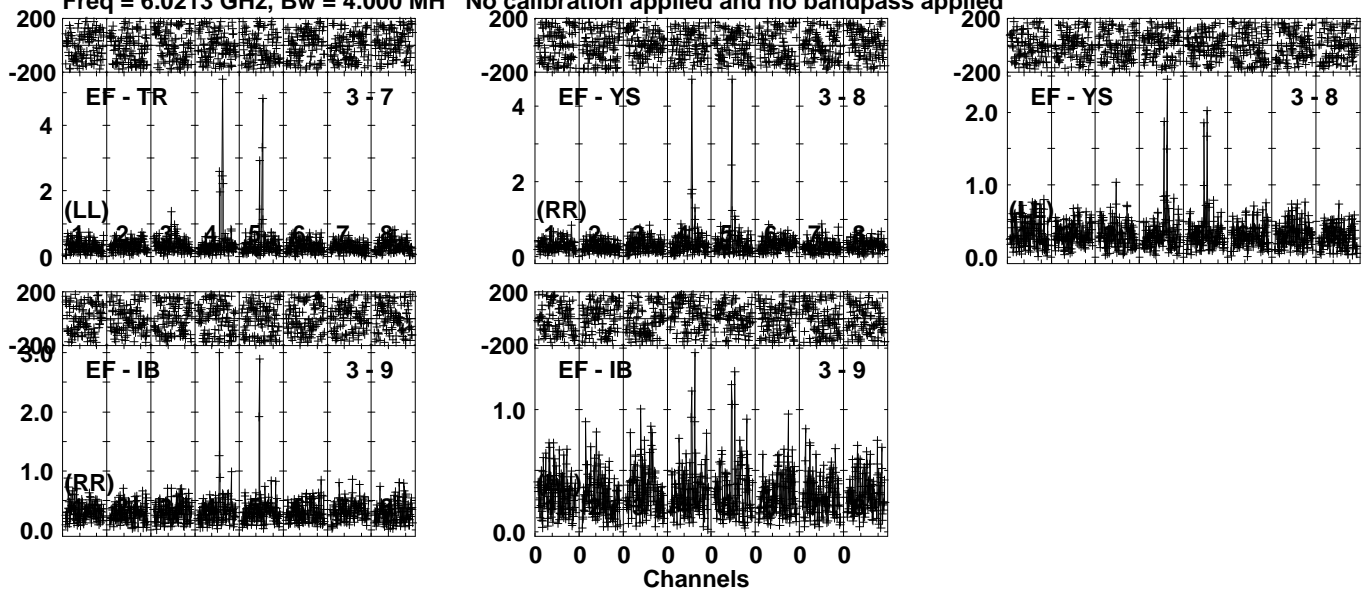 Freq = 6.0213 GHz, Bw = 4.000 MH No calibration applied and no bandpass applied
200
-200
EF - TR 3 - 7
4
2
0
(LL)
1 2 3 4 5 6 7 8
200
-200
EF - YS 3 - 8
4
2
0
(RR)
1 2 3 4 5 6 7 8
200
-200
EF - YS 3 - 8
2.0
1.0
0.0
200
-200
3.0
EF - IB 3 - 9
2.0
1.0
0.0
(RR)
200
-200
EF - IB 3 - 9
1.0
0.0
0 0 0 0 0 0 0 0
Channels